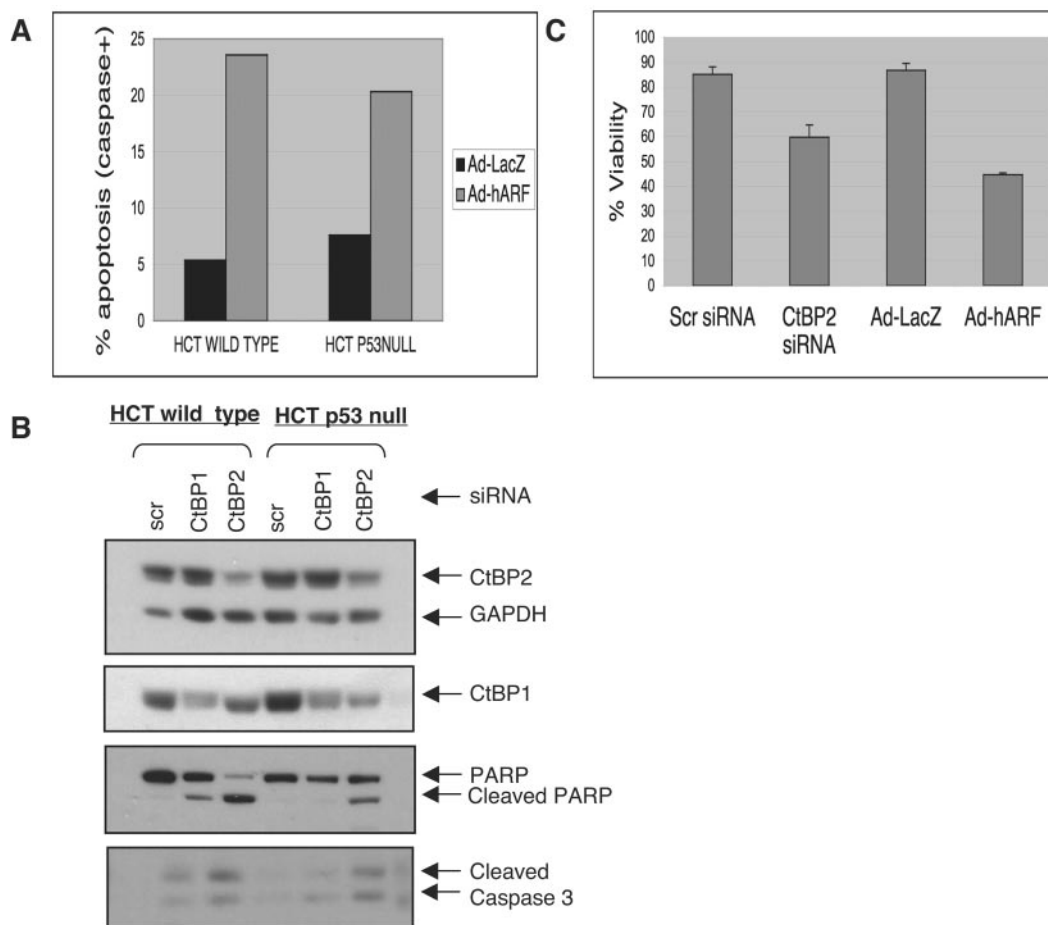 A
% apoptosis (caspase+)
25
20
15
10
5
0
HCT WILD TYPE
HCT P53NULL
Ad-LacZ
Ad-hARF
C
% Viability
100
90
80
70
60
50
40
30
20
10
0
Scr siRNA
CtBP2
siRNA
Ad-LacZ
Ad-hARF
B
HCT wild type
HCT p53 null
scr
CtBP1
CtBP2
scr
CtBP1
CtBP2
siRNA
CtBP2
GAPDH
CtBP1
PARP
Cleaved PARP
Cleaved
Caspase 3